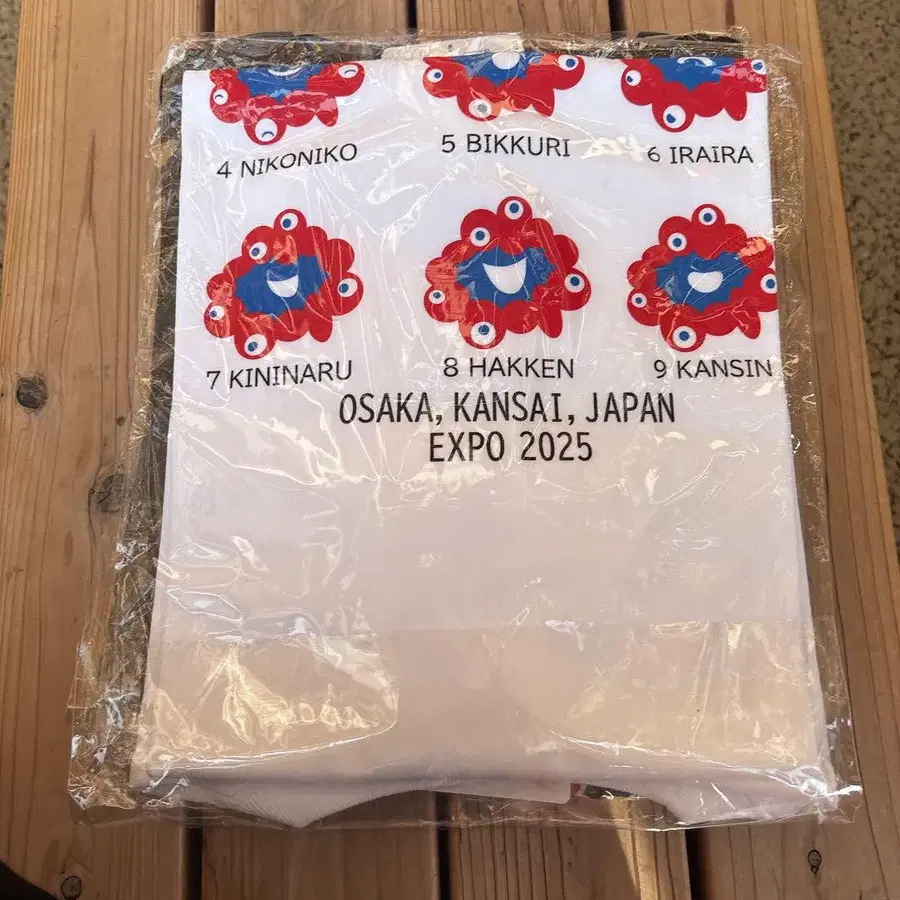 4 NIKONIKO
5 BIKKURI
6 IRAIRA
7 KININARU
8 HAKKEN
9 KANSIN
OSAKA, KANSAI, JAPAN
EXPO 2025